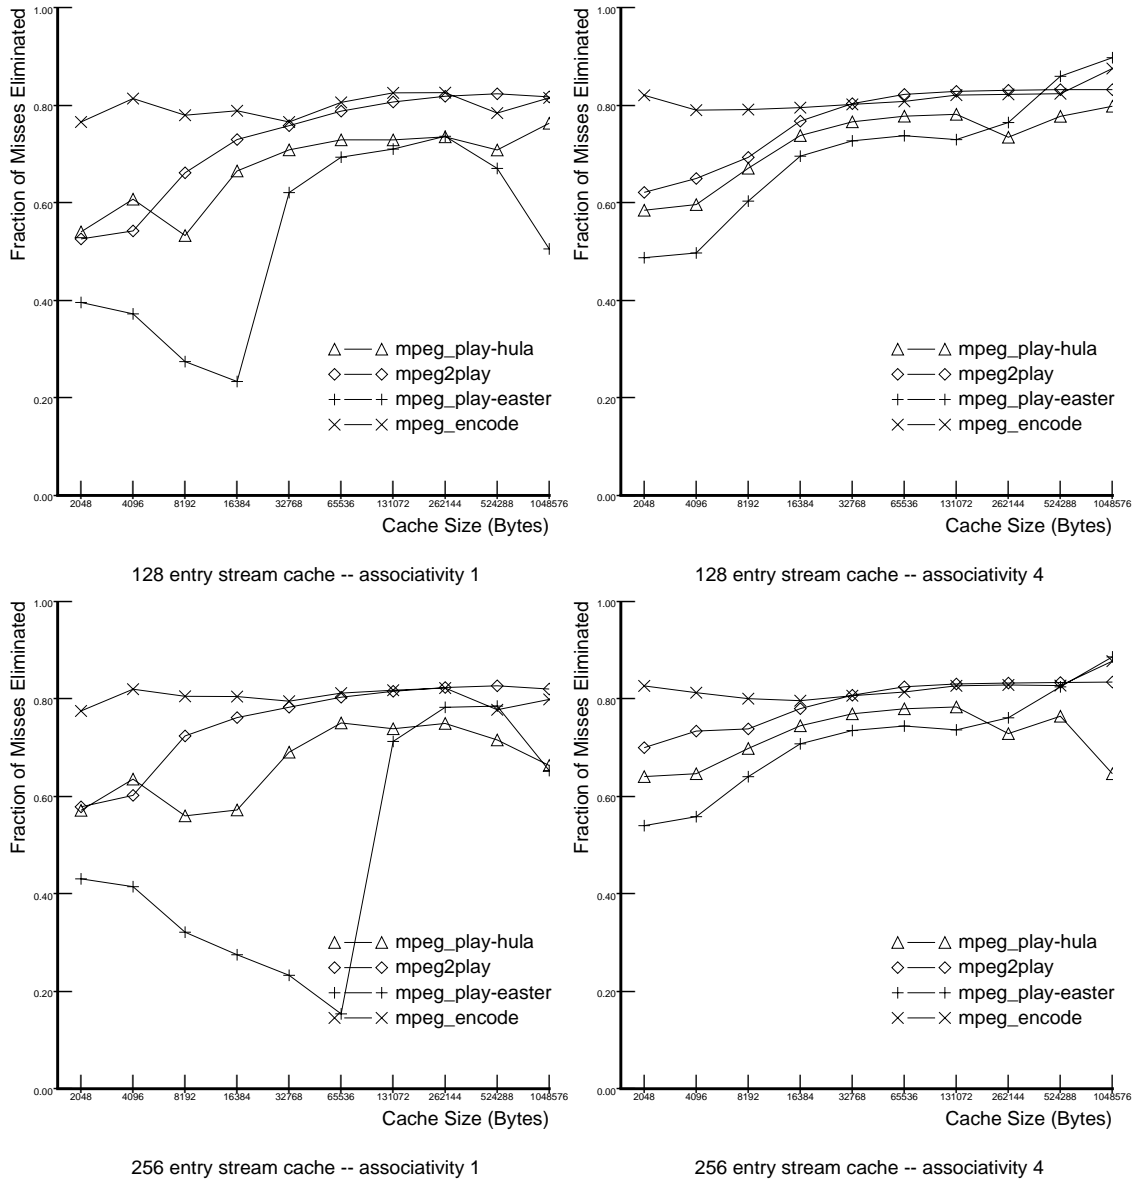 Fraction of Misses Eliminated
1.00
0.80
0.60
0.40
0.20
0.00
mpeg_play-hula
mpeg2play
mpeg_play-easter
mpeg_encode
2048 4096 8192 16384 32768 65536 131072 262144 524288 1048576
Cache Size (Bytes)
128 entry stream cache -- associativity 1
Fraction of Misses Eliminated
1.00
0.80
0.60
0.40
0.20
0.00
mpeg_play-hula
mpeg2play
mpeg_play-easter
mpeg_encode
2048 4096 8192 16384 32768 65536 131072 262144 524288 1048576
Cache Size (Bytes)
128 entry stream cache -- associativity 4
Fraction of Misses Eliminated
1.00
0.80
0.60
0.40
0.20
0.00
mpeg_play-hula
mpeg2play
mpeg_play-easter
mpeg_encode
2048 4096 8192 16384 32768 65536 131072 262144 524288 1048576
Cache Size (Bytes)
256 entry stream cache -- associativity 1
Fraction of Misses Eliminated
1.00
0.80
0.60
0.40
0.20
0.00
mpeg_play-hula
mpeg2play
mpeg_play-easter
mpeg_encode
2048 4096 8192 16384 32768 65536 131072 262144 524288 1048576
Cache Size (Bytes)
256 entry stream cache -- associativity 4